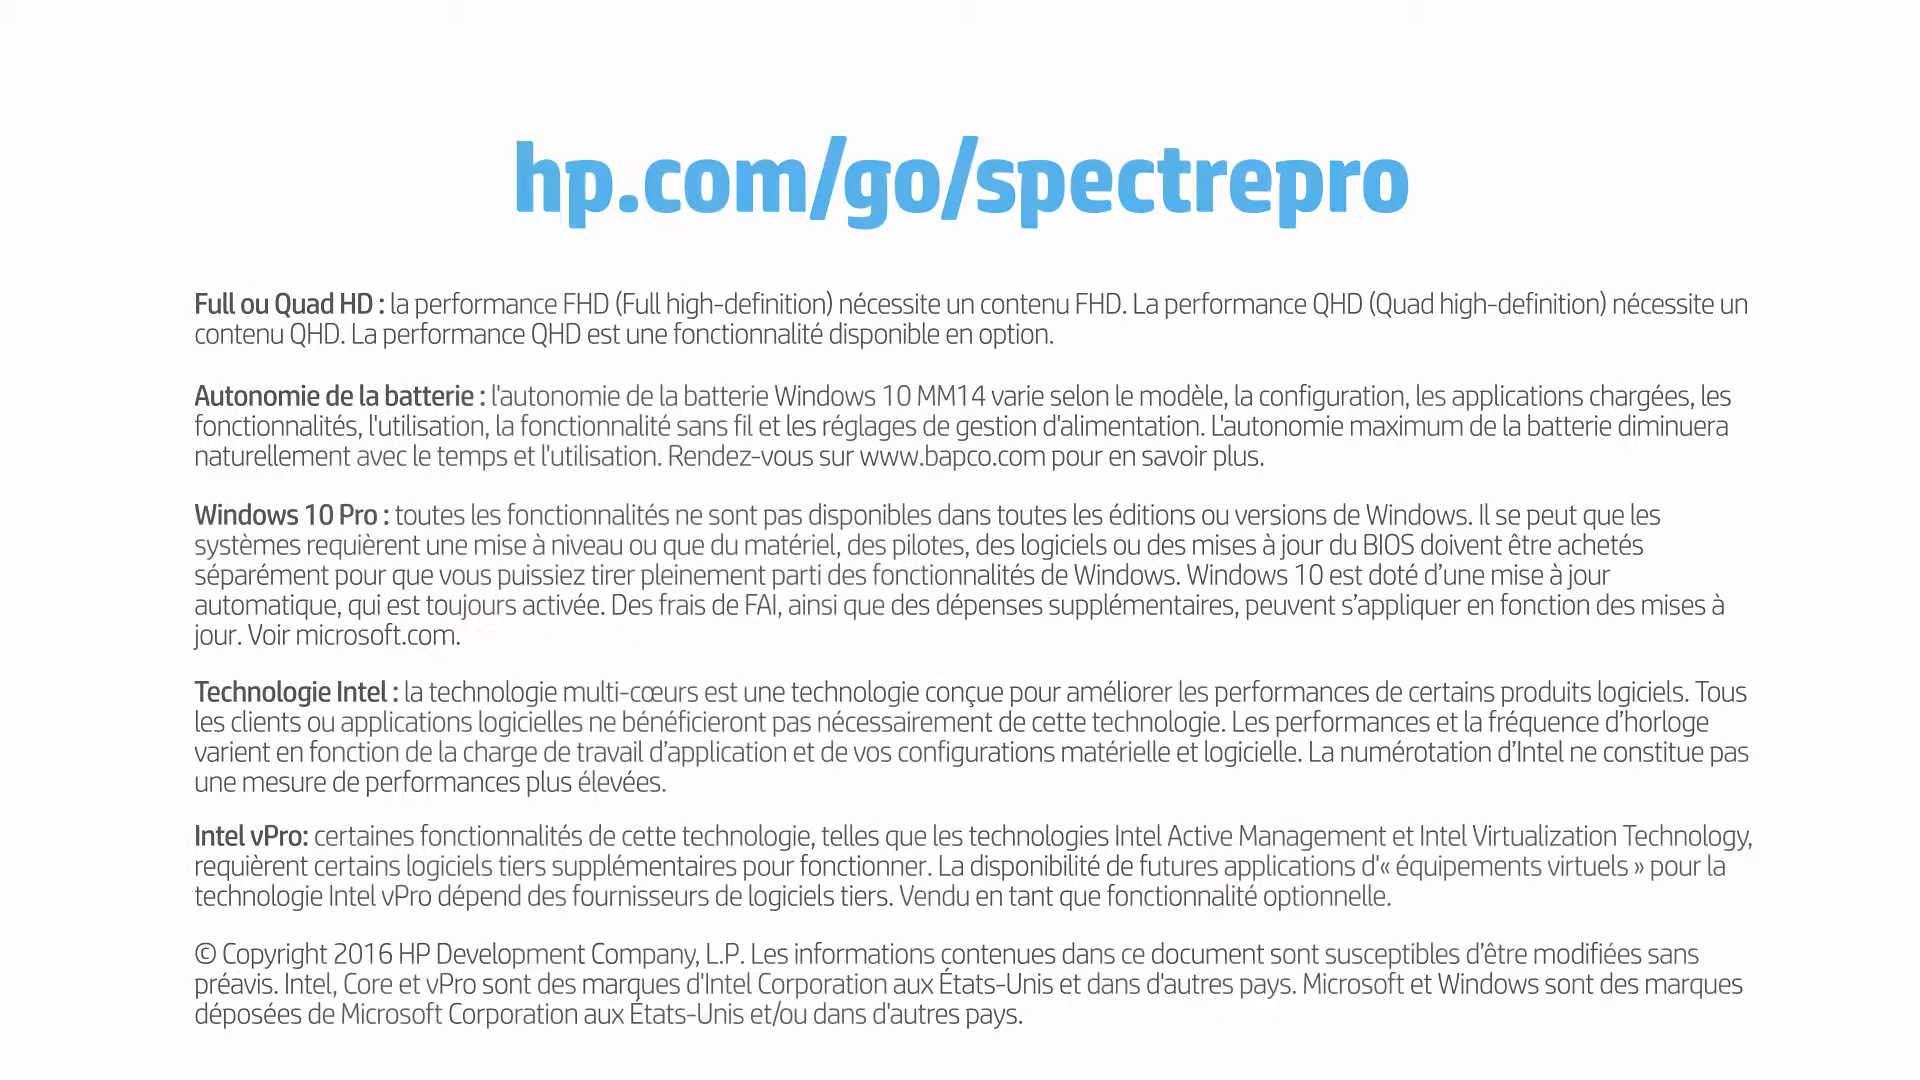 hp.com/go/spectrepro
Full ou Quad HD : la performance FHD (Full high-definition) nécessite un contenu FHD. La performance QHD (Quad high-definition) nécessite un
contenu QHD. La performance QHD est une fonctionnalité disponible en option.
Autonomie de la batterie : l'autonomie de la batterie Windows 10 MM14 varie selon le modèle, la configuration, les applications chargées, les
fonctionnalités, l'utilisation, la fonctionnalité sans fil et les réglages de gestion d'alimentation. L'autonomie maximum de la batterie diminuera
naturellement avec le temps et l'utilisation. Rendez-vous sur www.bapco.com pour en savoir plus.
Windows 10 Pro : toutes les fonctionnalités ne sont pas disponibles dans toutes les éditions ou versions de Windows. Il se peut que les
systèmes requièrent une mise à niveau ou que du matériel, des pilotes, des logiciels ou des mises à jour du BIOS doivent être achetés
séparément pour que vous puissiez tirer pleinement parti des fonctionnalités de Windows. Windows 10 est doté d’une mise à jour
automatique, qui est toujours activée. Des frais de FAI, ainsi que des dépenses supplémentaires, peuvent s’appliquer en fonction des mises à
jour. Voir microsoft.com.
Technologie Intel : la technologie multi-cœurs est une technologie conçue pour améliorer les performances de certains produits logiciels. Tous
les clients ou applications logicielles ne bénéficieront pas nécessairement de cette technologie. Les performances et la fréquence d’horloge
varient en fonction de la charge de travail d’application et de vos configurations matérielle et logicielle. La numérotation d’Intel ne constitue pas
une mesure de performances plus élevées.
Intel vPro: certaines fonctionnalités de cette technologie, telles que les technologies Intel Active Management et Intel Virtualization Technology,
requièrent certains logiciels tiers supplémentaires pour fonctionner. La disponibilité de futures applications d'« équipements virtuels » pour la
technologie Intel vPro dépend des fournisseurs de logiciels tiers. Vendu en tant que fonctionnalité optionnelle.
© Copyright 2016 HP Development Company, L.P. Les informations contenues dans ce document sont susceptibles d’être modifiées sans
préavis. Intel, Core et vPro sont des marques d'Intel Corporation aux États-Unis et dans d'autres pays. Microsoft et Windows sont des marques
déposées de Microsoft Corporation aux États-Unis et/ou dans d'autres pays.